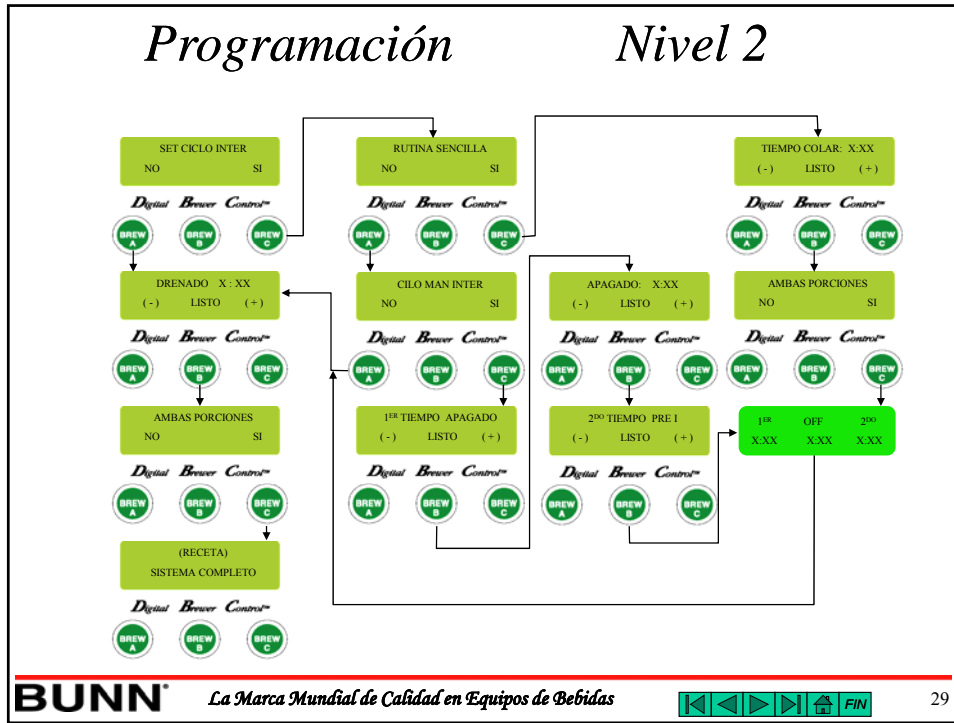 Programación Nivel 2
SET CICLO INTER
NO SI
Digital Brewer Control™
BREW A BREW B BREW C
DRENADO X : XX
( - ) LISTO ( + )
Digital Brewer Control™
BREW A BREW B BREW C
AMBAS PORCIONES
NO SI
Digital Brewer Control™
BREW A BREW B BREW C
(RECETA)
SISTEMA COMPLETO
Digital Brewer Control™
BREW A BREW B BREW C
RUTINA SENCILLA
NO SI
Digital Brewer Control™
BREW A BREW B BREW C
CILO MAN INTER
NO SI
Digital Brewer Control™
BREW A BREW B BREW C
1ER TIEMPO APAGADO
( - ) LISTO ( + )
Digital Brewer Control™
BREW A BREW B BREW C
APAGADO: X:XX
( - ) LISTO ( + )
Digital Brewer Control™
BREW A BREW B BREW C
2DO TIEMPO PRE I
( - ) LISTO ( + )
Digital Brewer Control™
BREW A BREW B BREW C
TIEMPO COLAR: X:XX
( - ) LISTO ( + )
Digital Brewer Control™
BREW A BREW B BREW C
AMBAS PORCIONES
NO SI
Digital Brewer Control™
BREW A BREW B BREW C
1ER OFF 2DO
X:XX X:XX X:XX
BUNN® La Marca Mundial de Calidad en Equipos de Bebidas FIN 29